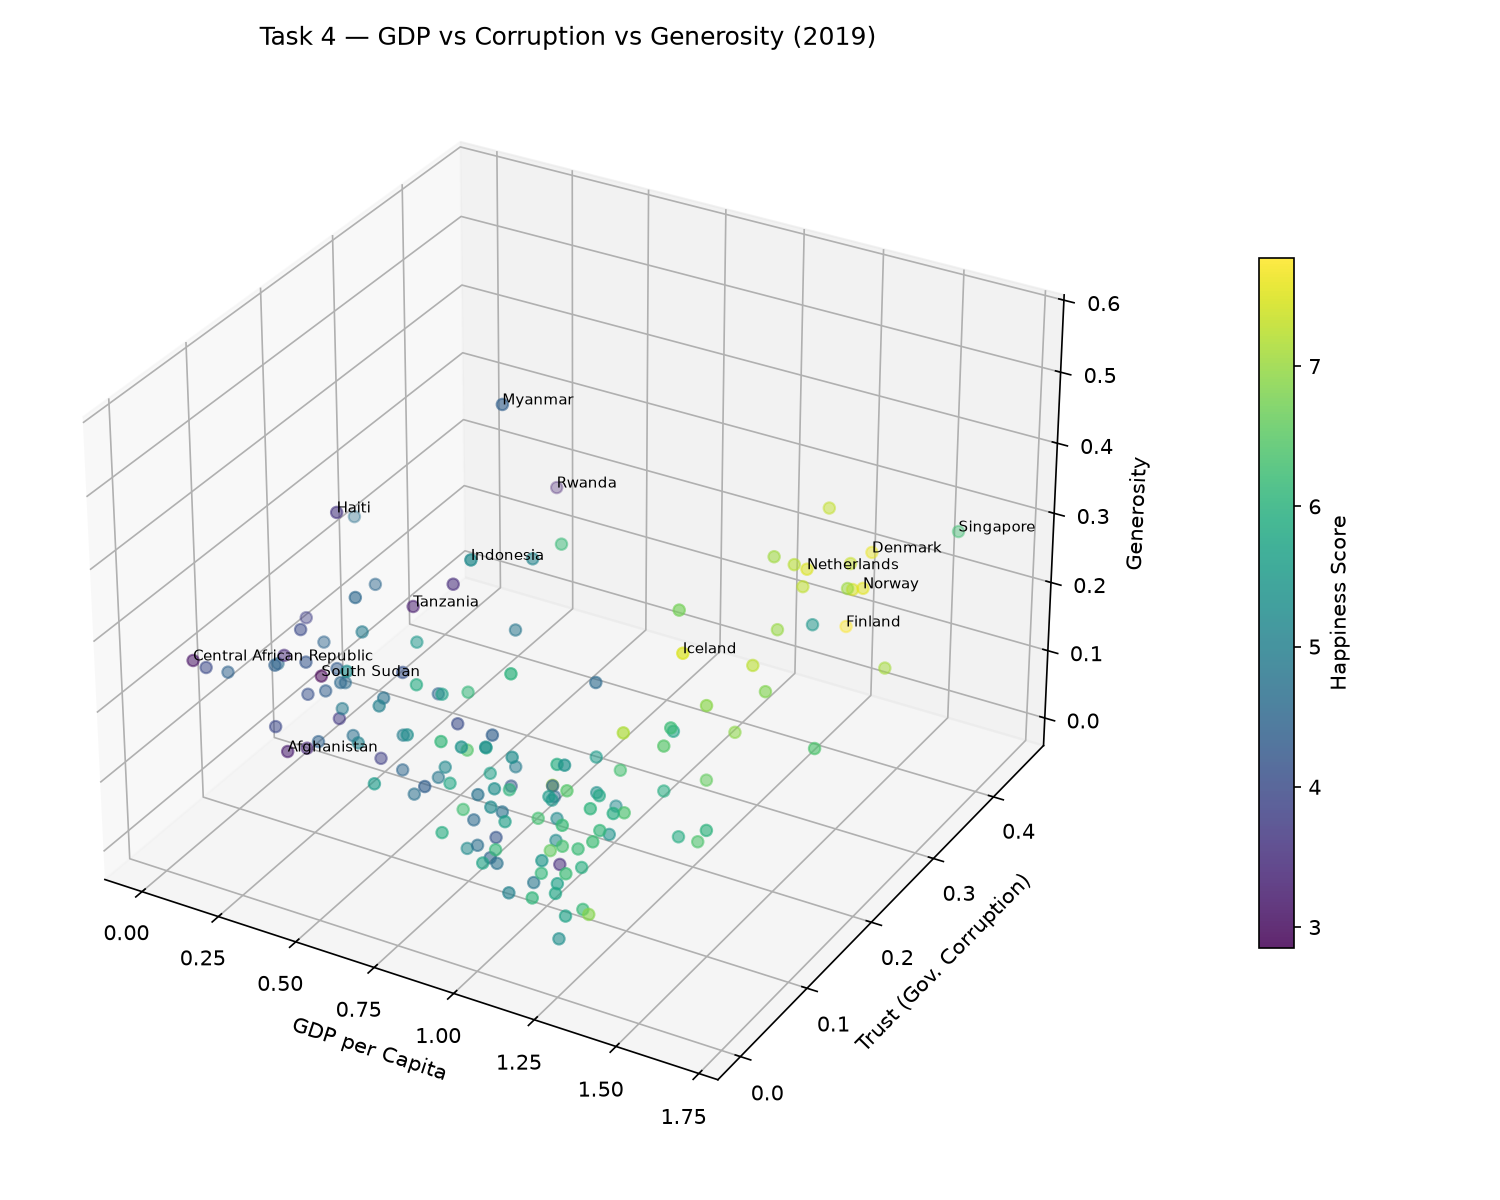 Task 4 — GDP vs Corruption vs Generosity (2019)
0.6
0.5
0.4
0.3
0.2
0.1
0.0
Generosity
Myanmar
Rwanda
Haiti
Singapore
Indonesia
Denmark
Netherlands
Norway
Tanzania
Finland
Iceland
Central African Republic
South Sudan
Afghanistan
0.00
0.25
0.50
0.75
1.00
1.25
1.50
1.75
GDP per Capita
0.0
0.1
0.2
0.3
0.4
Trust (Gov. Corruption)
7
6
5
4
3
Happiness Score